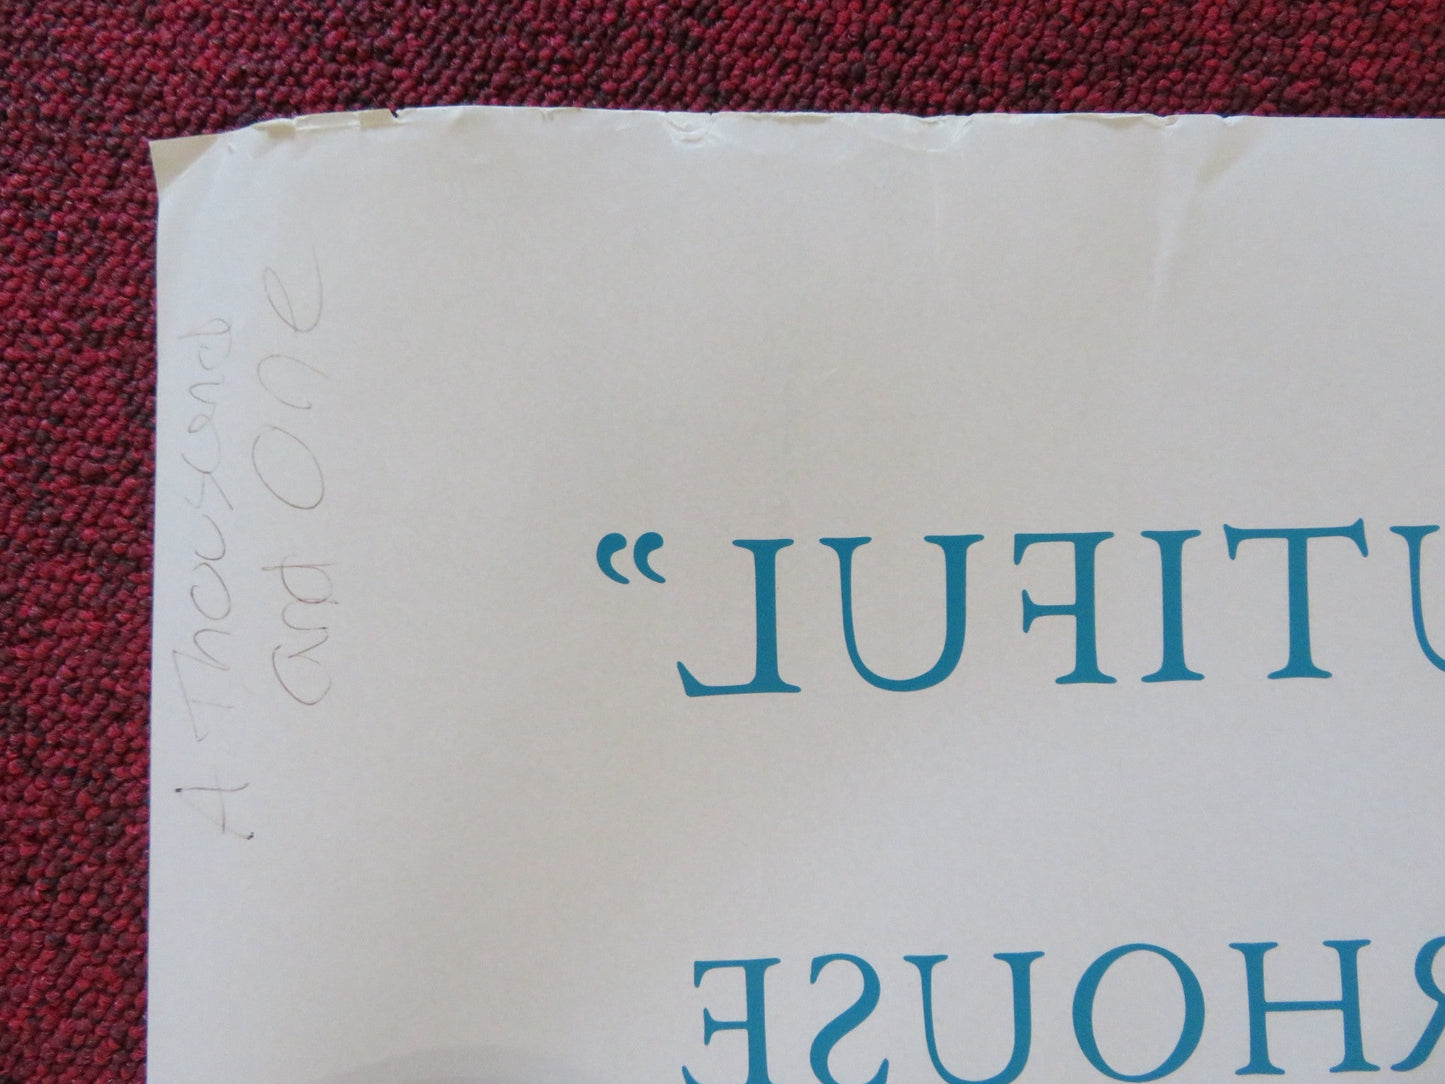 A Thousand
and One
UTIFUL”
RHOUSE